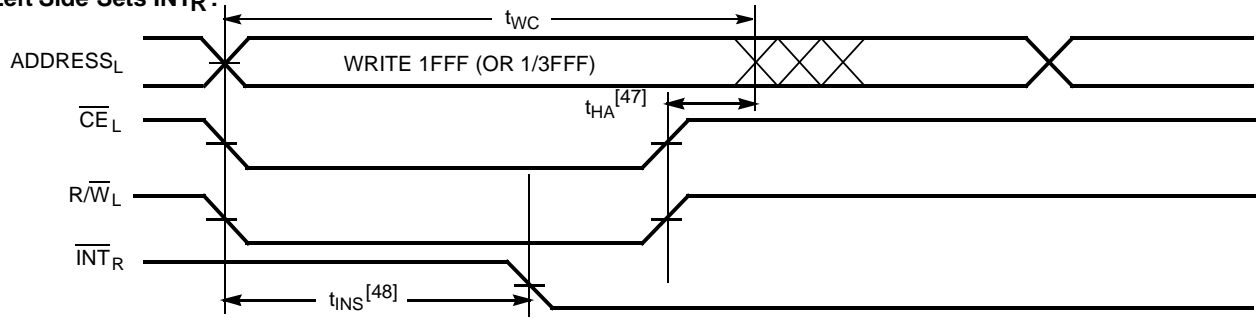 Left Side Sets INTR:
tWC
ADDRESSL
WRITE 1FFF (OR 1/3FFF)
tHA[47]
CEL
R/WL
INTR
tINS[48]